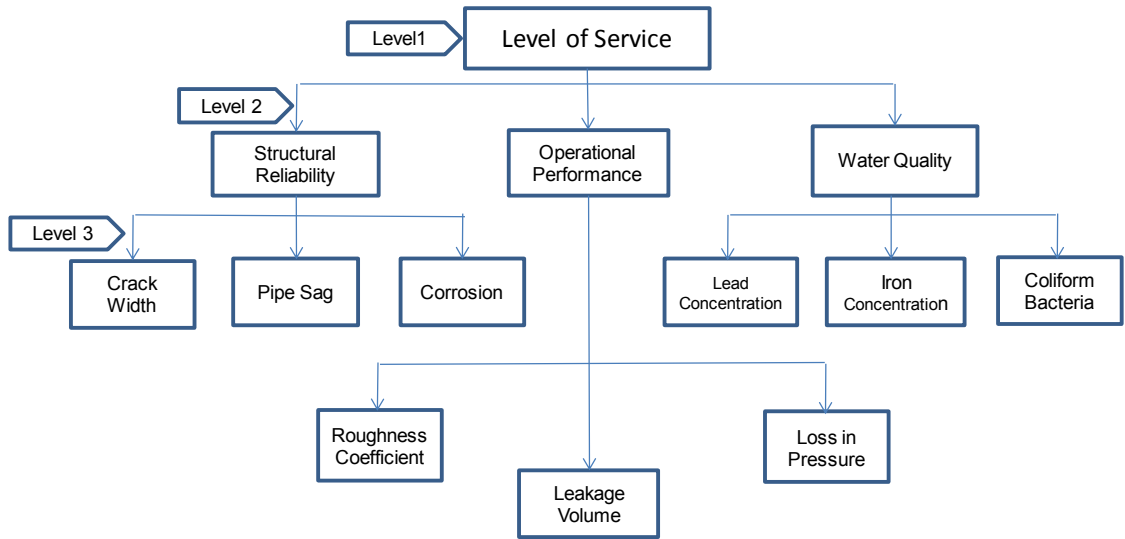 Level1
Level of Service
Level 2
Structural
Reliability
Operational
Performance
Water Quality
Level 3
Crack
Width
Pipe Sag
Corrosion
Lead
Concentration
Iron
Concentration
Coliform
Bacteria
Roughness
Coefficient
Leakage
Volume
Loss in
Pressure